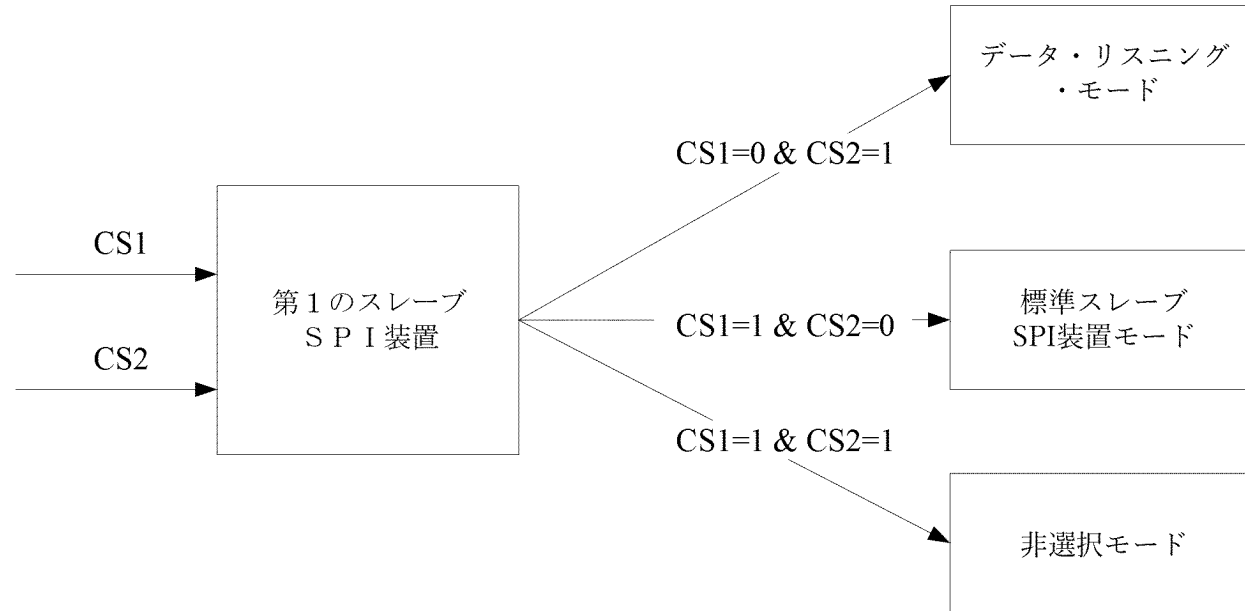 CS1
CS2
第１のスレーブ
ＳＰＩ装置
CS1=0 & CS2=1
CS1=1 & CS2=0
CS1=1 & CS2=1
データ・リスニング
・モード
標準スレーブ
SPI装置モード
非選択モード